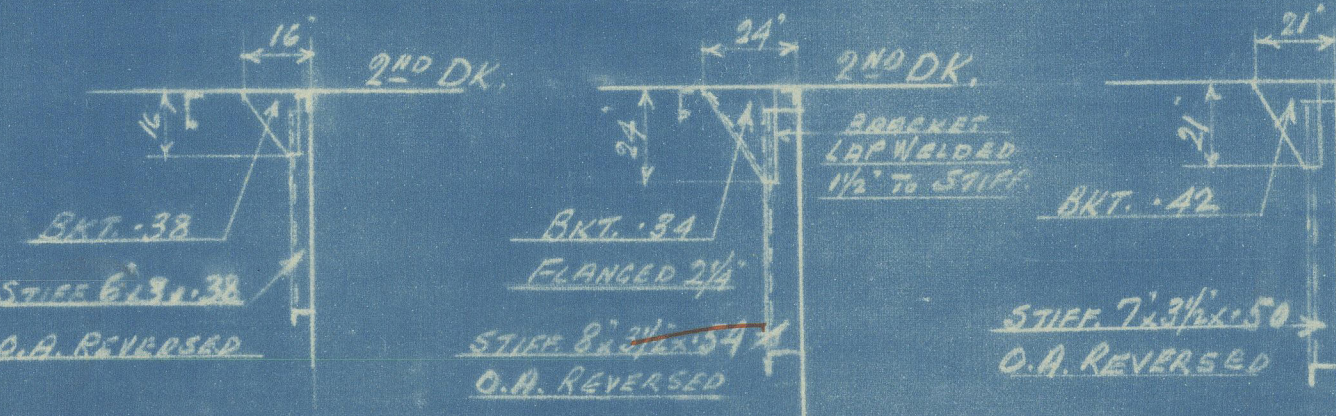 16"
2ND DK.
16"
BKT. .38
STIFF 6"x3"x.38
O.A. REVERSED
24"
2ND DK.
24"
BRACKET
LAP WELDED
1½" TO STIFF.
BKT. .34
FLANGED 2¼"
STIFF. 8"x3½"x.54
O.A. REVERSED
21"
21"
BKT. .42
STIFF. 7"x3½"x.50
O.A. REVERSED